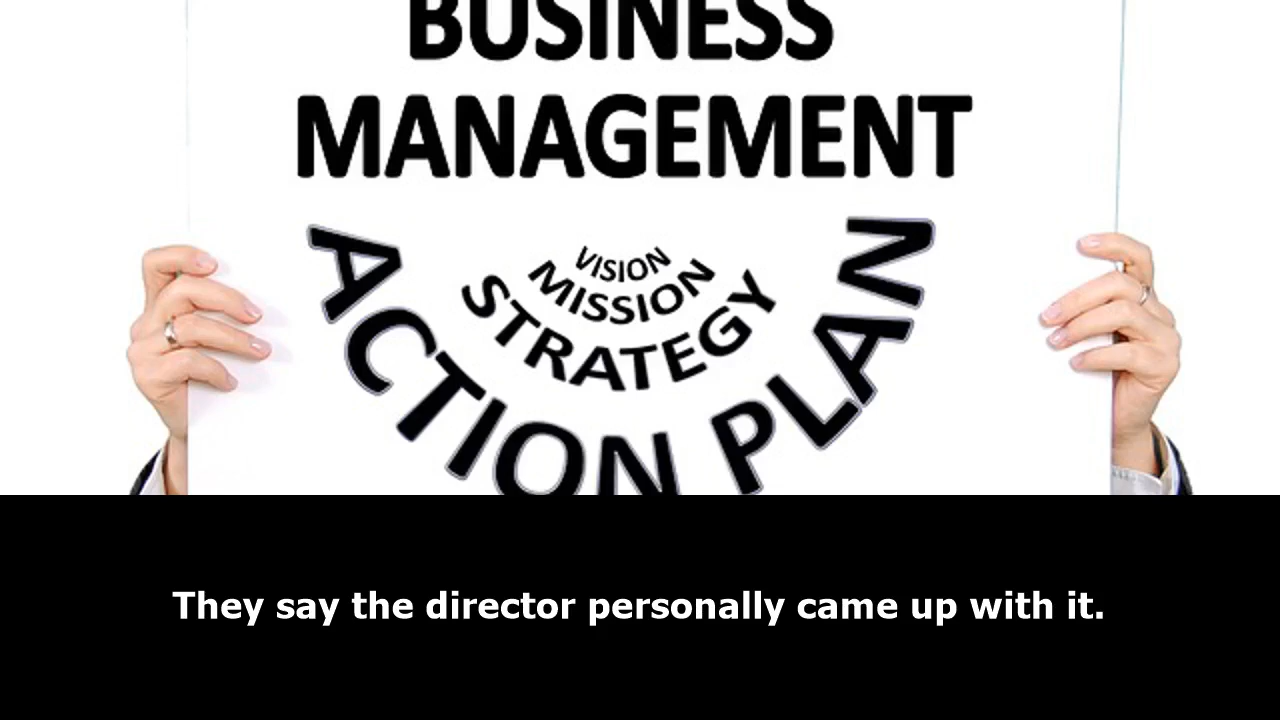 BUSINESS
MANAGEMENT
VISION
MISSION
STRATEGY
ACTION PLAN
They say the director personally came up with it.